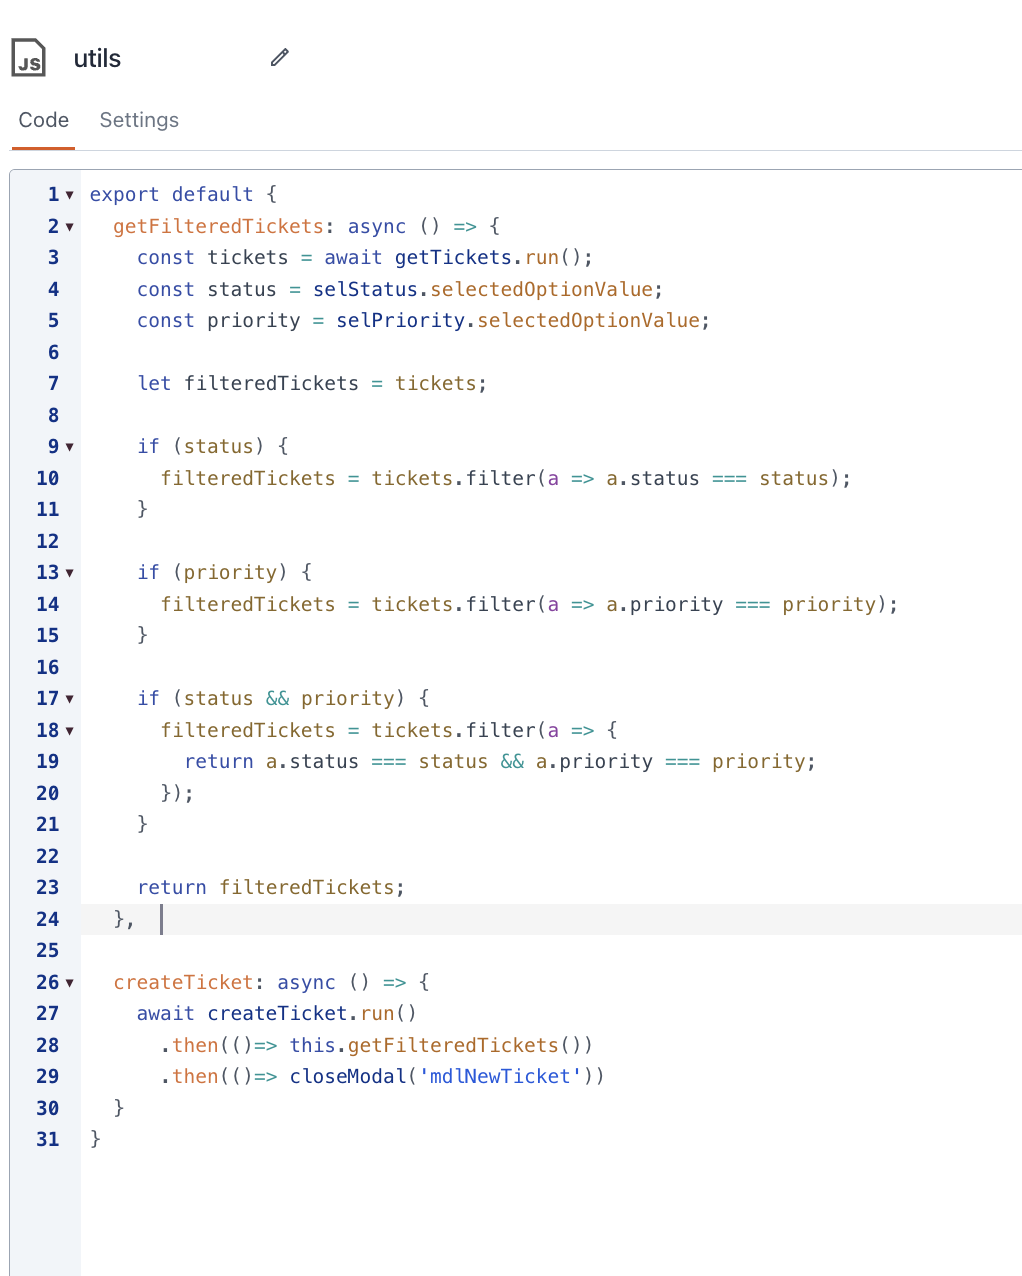 JS utils
Code Settings
1 export default {
2 getFilteredTickets: async () => {
3 const tickets = await getTickets.run();
4 const status = selStatus.selectedOptionValue;
5 const priority = selPriority.selectedOptionValue;
6
7 let filteredTickets = tickets;
8
9 if (status) {
10 filteredTickets = tickets.filter(a => a.status === status);
11 }
12
13 if (priority) {
14 filteredTickets = tickets.filter(a => a.priority === priority);
15 }
16
17 if (status && priority) {
18 filteredTickets = tickets.filter(a => {
19 return a.status === status && a.priority === priority;
20 });
21 }
22
23 return filteredTickets;
24 },
25
26 createTicket: async () => {
27 await createTicket.run()
28 .then(()=> this.getFilteredTickets())
29 .then(()=> closeModal('mdlNewTicket'))
30 }
31 }